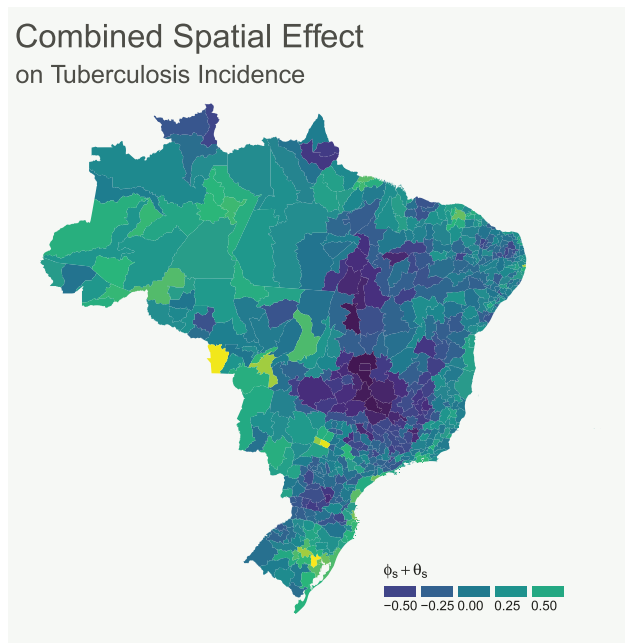 Combined Spatial Effect
on Tuberculosis Incidence
ϕs + θs
−0.50 −0.25 0.00 0.25 0.50